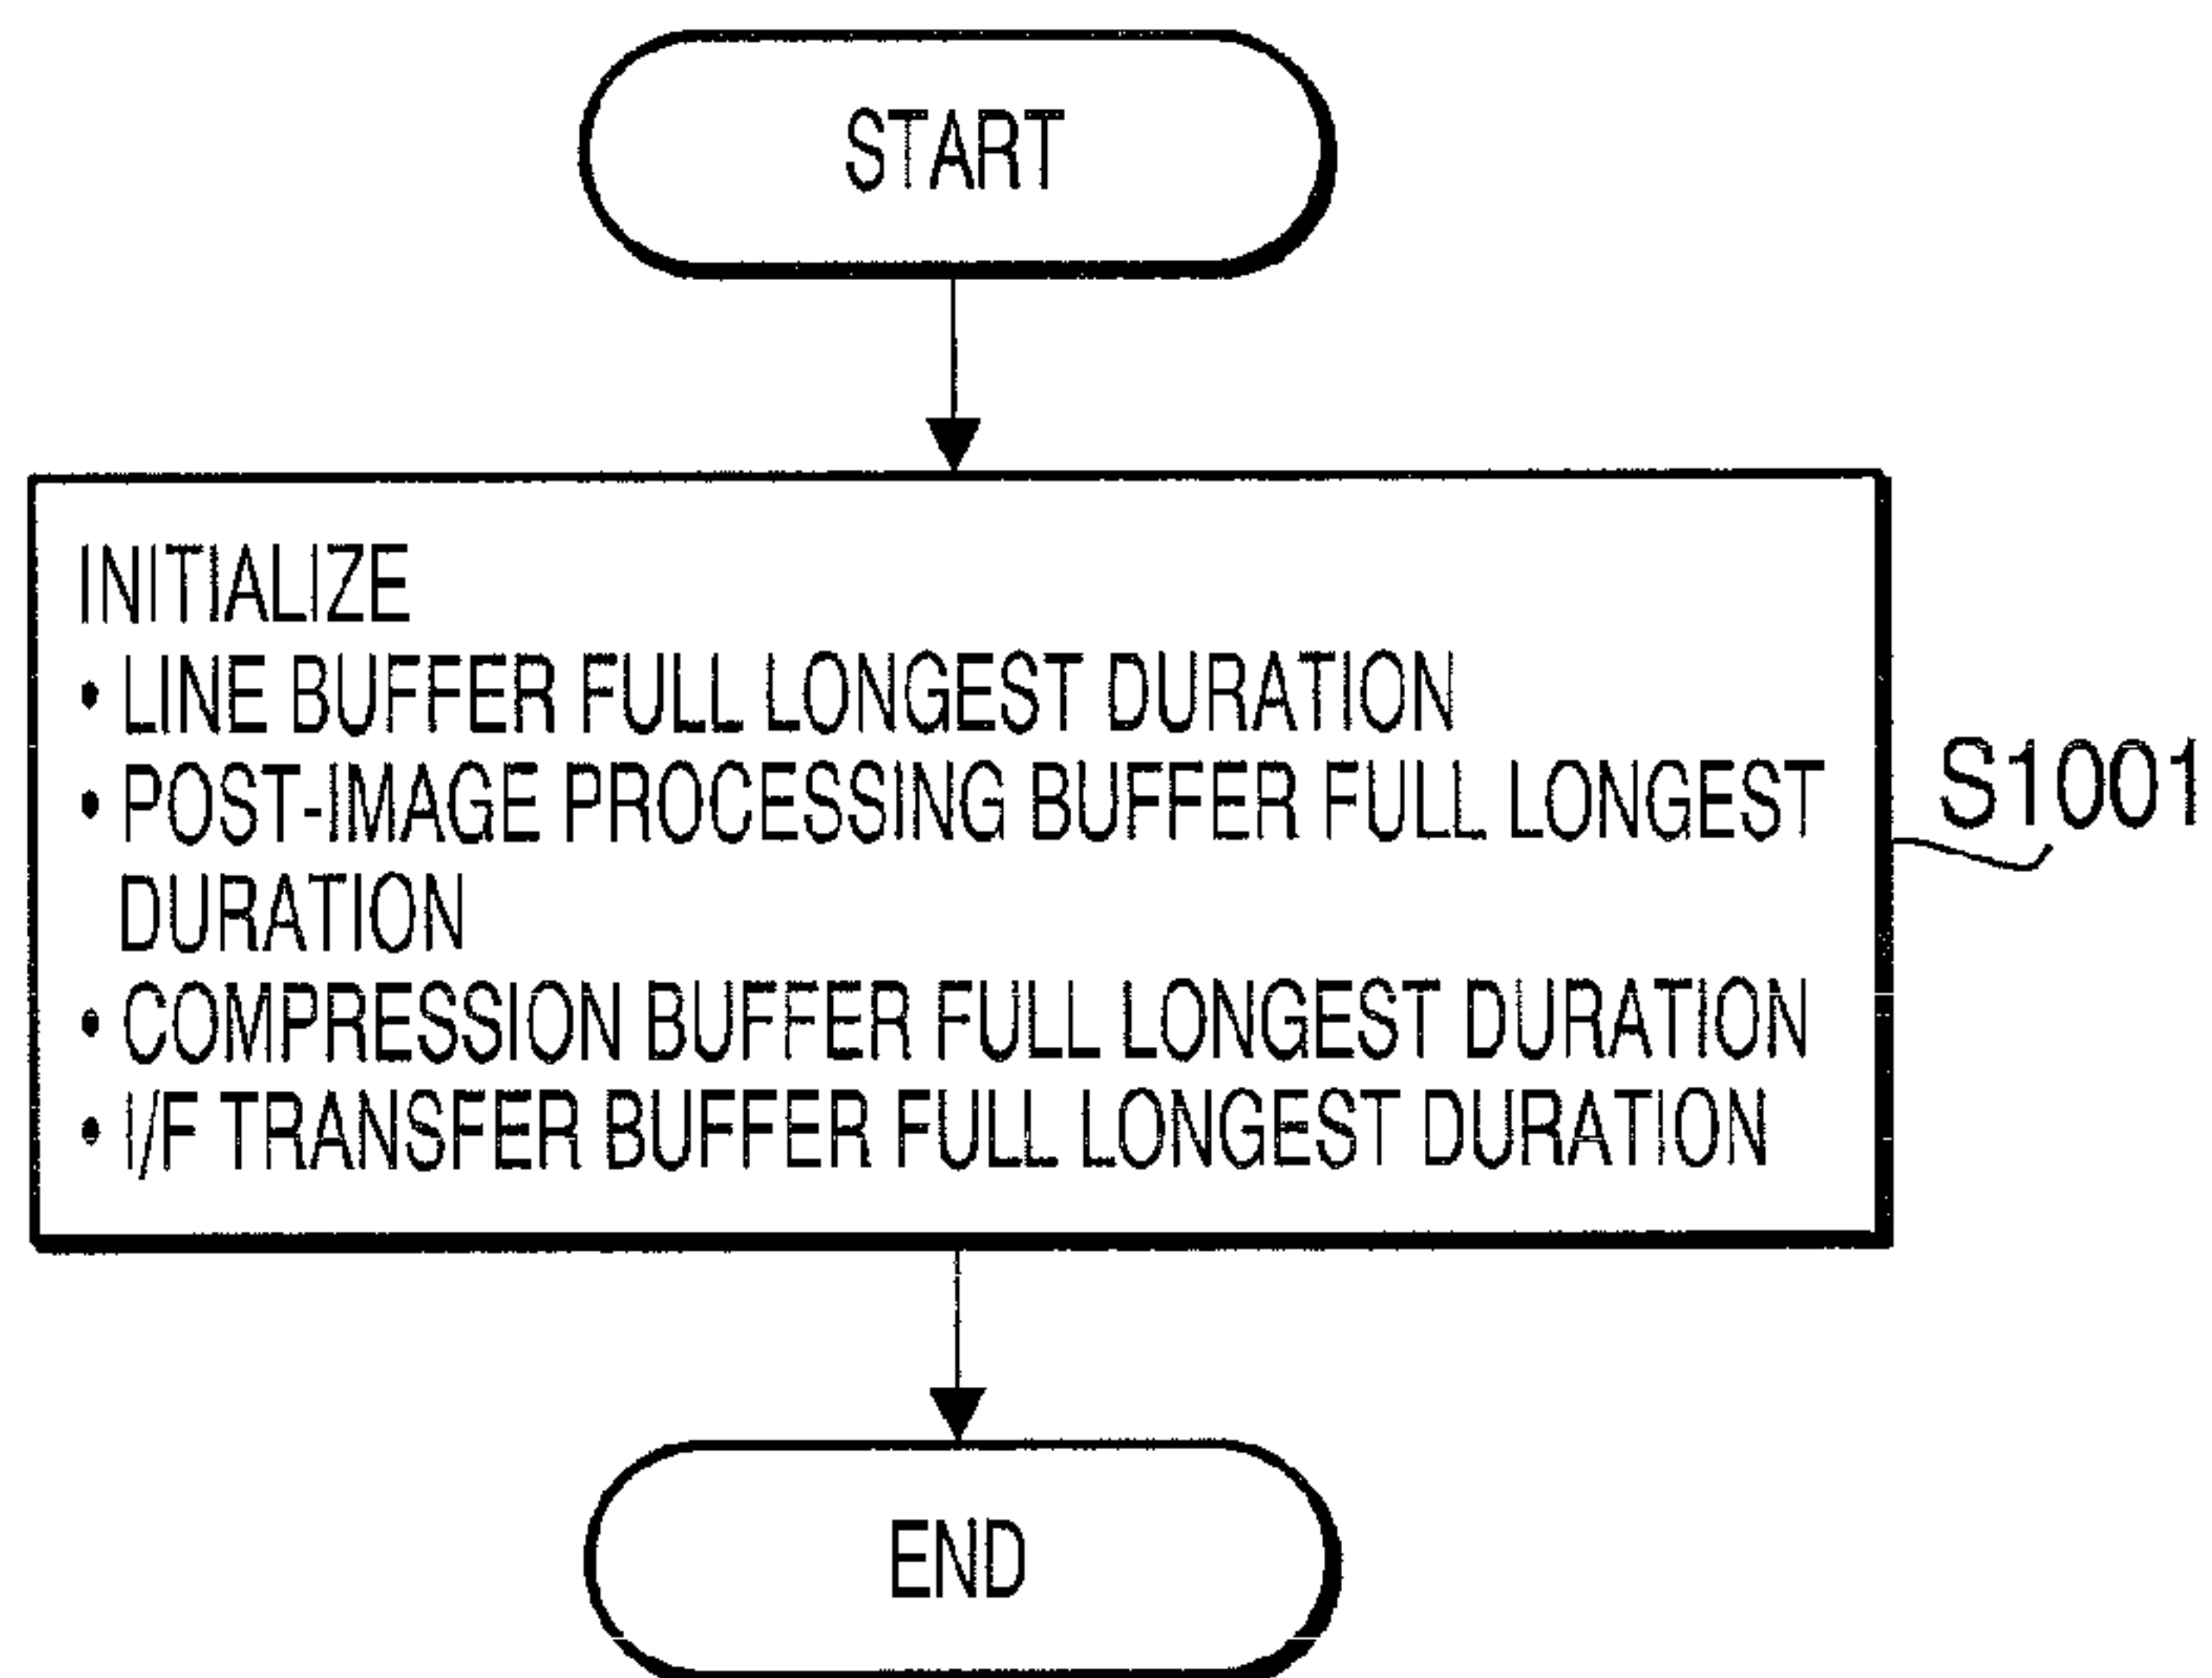 START
INITIALIZE
• LINE BUFFER FULL LONGEST DURATION
• POST-IMAGE PROCESSING BUFFER FULL LONGEST
DURATION
• COMPRESSION BUFFER FULL LONGEST DURATION
• I/F TRANSFER BUFFER FULL LONGEST DURATION
S1001
END